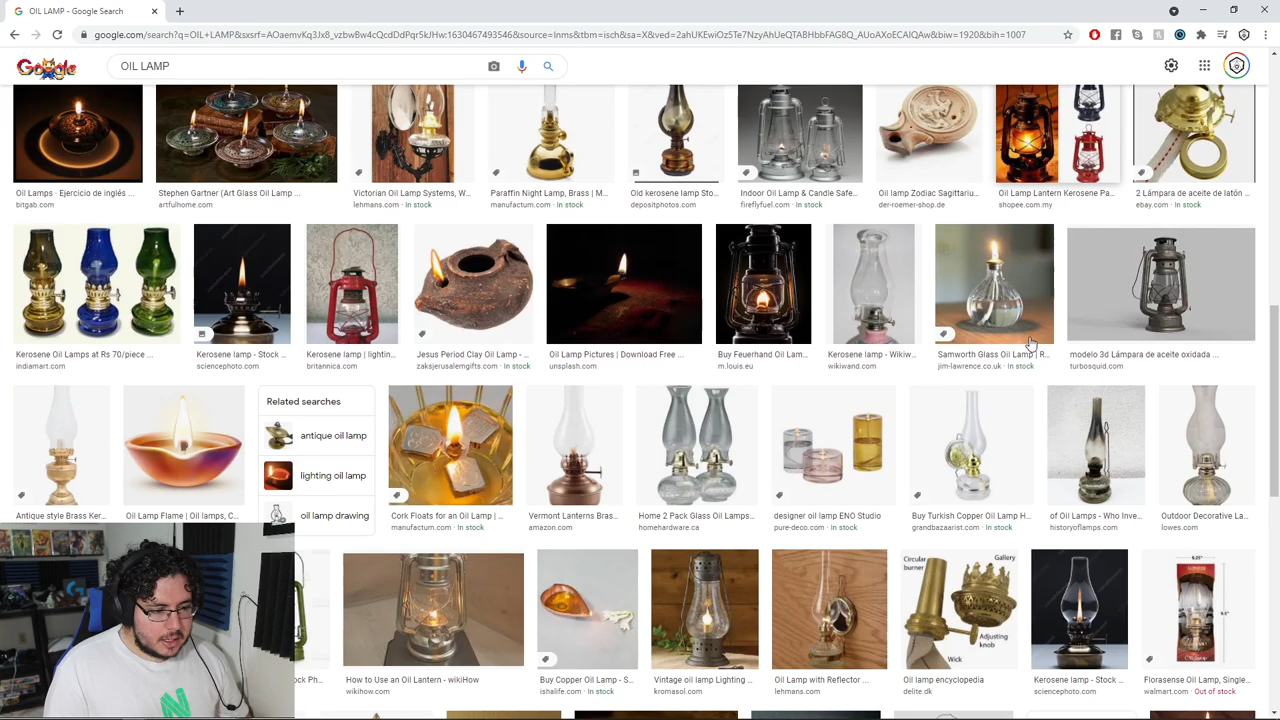 OIL LAMP - Google Search
google.com/search?q=OIL+LAMP&sxsrf=AOaemvKq3Jx8_vzbwBw4cQcdDdPqr5kJHw:1630467493546&source=lnms&tbm=isch&sa=X&ved=2ahUKEwiOz5Te7NzyAhUeQTABHbbFAG8Q_AUoAXoECAIQAw&biw=1920&bih=1007
OIL LAMP
Oil Lamps · Ejercicio de inglés ...
bitgab.com
Stephen Gartner (Art Glass Oil Lamp ...
artfulhome.com
Victorian Oil Lamp Systems, W...
lehmans.com · In stock
Paraffin Night Lamp, Brass | M...
manufactum.com · In stock
Old kerosene lamp Sto...
depositphotos.com
Indoor Oil Lamp & Candle Safe...
fireflyfuel.com · In stock
Oil lamp Zodiac Sagittariu...
der-roemer-shop.de
Oil Lamp Lantern Kerosene Pa...
shopee.com.my
2 Lámpara de aceite de latón ...
ebay.com · In stock
Kerosene Oil Lamps at Rs 70/piece ...
indiamart.com
Kerosene lamp - Stock ...
sciencephoto.com
Kerosene lamp | lightin...
britannica.com
Jesus Period Clay Oil Lamp - ...
zaksjerusalemgifts.com · In stock
Oil Lamp Pictures | Download Free ...
unsplash.com
Buy Feuerhand Oil Lam...
m.louis.eu
Kerosene lamp - Wikiw...
wikiwand.com
Samworth Glass Oil Lamp | R...
jim-lawrence.co.uk · In stock
modelo 3d Lámpara de aceite oxidada ...
turbosquid.com
Related searches
antique oil lamp
lighting oil lamp
oil lamp drawing
Antique style Brass Ker...
Oil Lamp Flame | Oil lamps, C...
Cork Floats for an Oil Lamp | ...
manufactum.com · In stock
Vermont Lanterns Bras...
amazon.com
Home 2 Pack Glass Oil Lamps...
homehardware.ca
designer oil lamp ENO Studio
pure-deco.com · In stock
Buy Turkish Copper Oil Lamp H...
grandbazaarist.com · In stock
of Oil Lamps - Who Inve...
historyoflamps.com
Outdoor Decorative La...
lowes.com
Circular
burner
Gallery
Adjusting
knob
Wick
6.25"
9.5"
ock Ph...
How to Use an Oil Lantern - wikiHow
wikihow.com
Buy Copper Oil Lamp - S...
ishalife.com · In stock
Vintage oil lamp Lighting ...
kromasol.com
Oil Lamp with Reflector ...
lehmans.com
Oil lamp encyclopedia
delite.dk
Kerosene lamp - Stock ...
sciencephoto.com
Florasense Oil Lamp, Single...
walmart.com · Out of stock